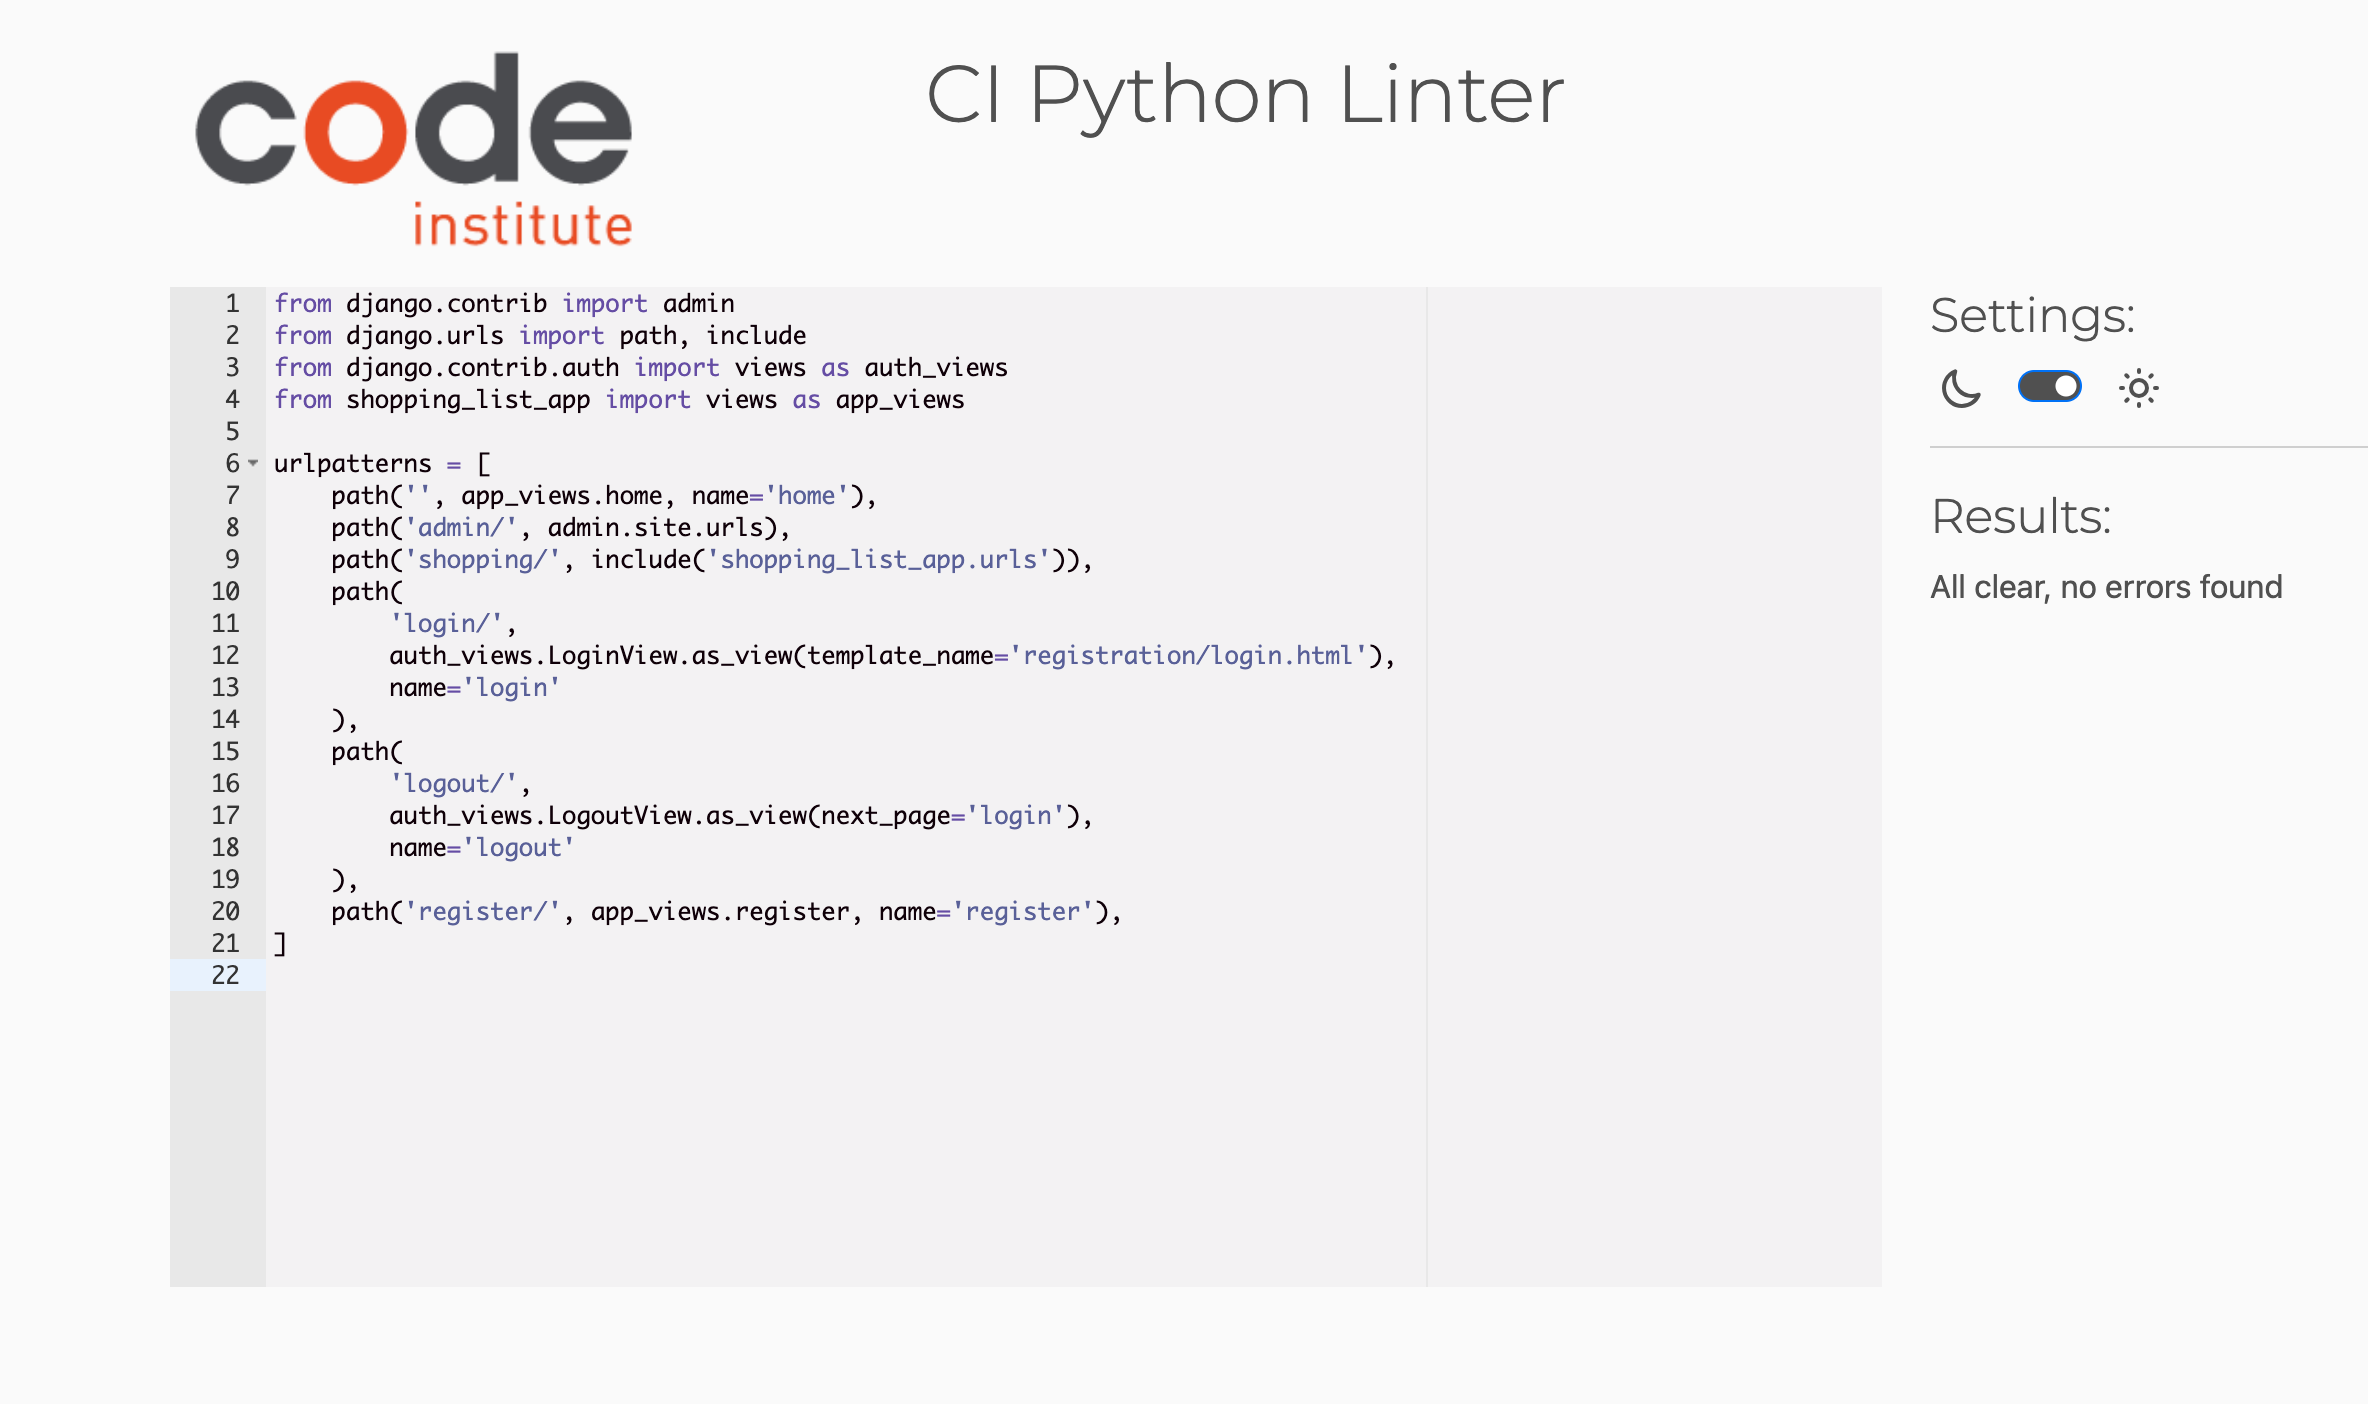 code
institute
CI Python Linter
1 from django.contrib import admin
2 from django.urls import path, include
3 from django.contrib.auth import views as auth_views
4 from shopping_list_app import views as app_views
5
6 urlpatterns = [
7     path('', app_views.home, name='home'),
8     path('admin/', admin.site.urls),
9     path('shopping/', include('shopping_list_app.urls')),
10     path(
11         'login/',
12         auth_views.LoginView.as_view(template_name='registration/login.html'),
13         name='login'
14     ),
15     path(
16         'logout/',
17         auth_views.LogoutView.as_view(next_page='login'),
18         name='logout'
19     ),
20     path('register/', app_views.register, name='register'),
21 ]
22
Settings:
Results:
All clear, no errors found